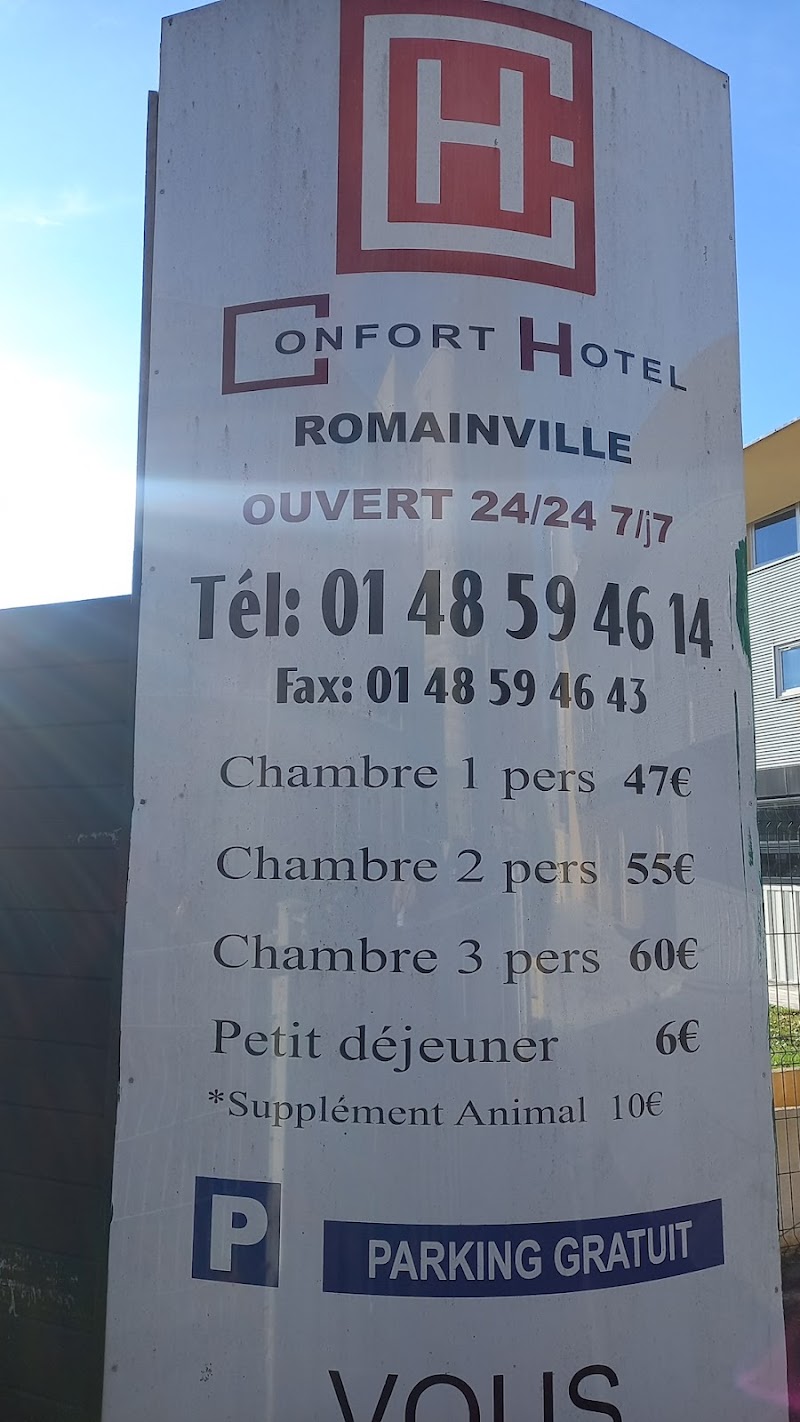 CH
CONFORT HOTEL
ROMAINVILLE
OUVERT 24/24 7/j7
Tél: 01 48 59 46 14
Fax: 01 48 59 46 43
Chambre 1 pers 47€
Chambre 2 pers 55€
Chambre 3 pers 60€
Petit déjeuner 6€
*Supplément Animal 10€
P PARKING GRATUIT
VOUS